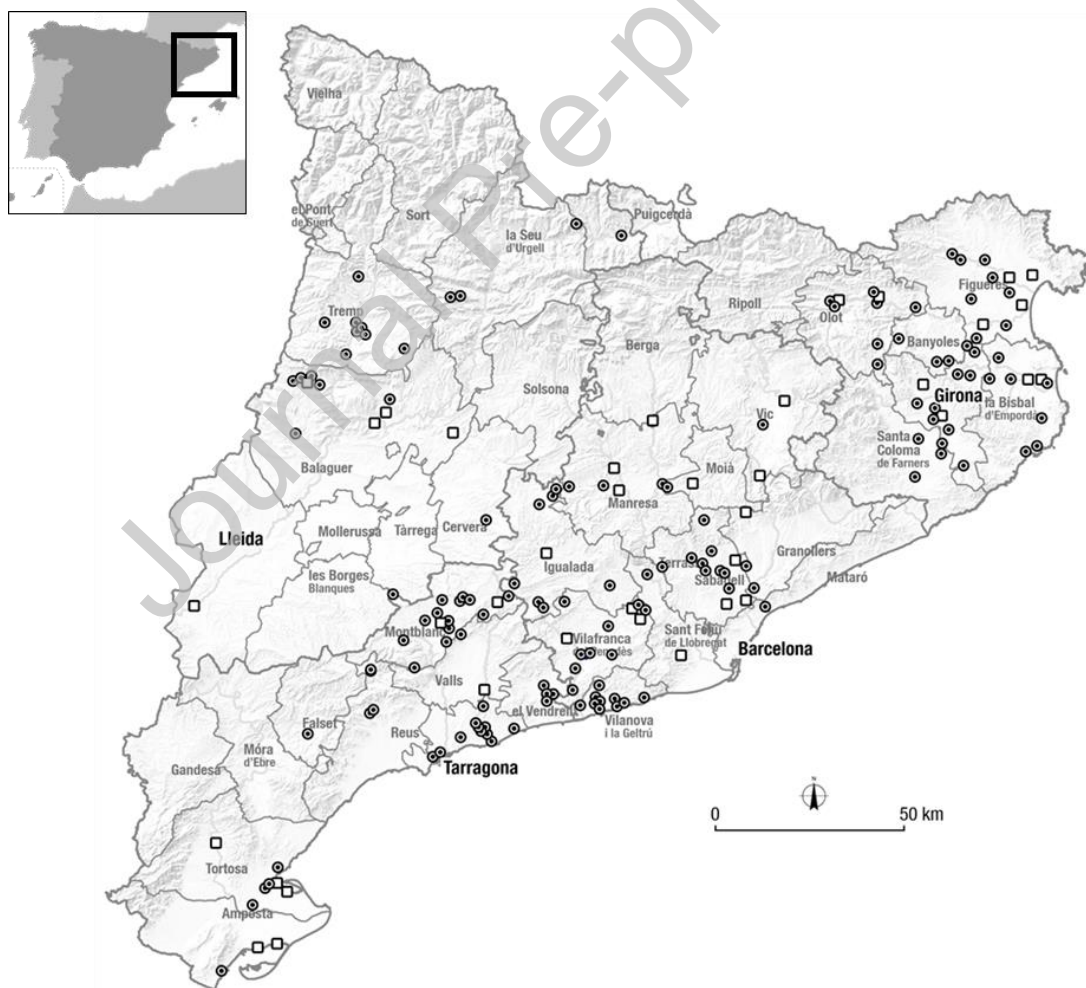 Vielha
el Pont
de Suert
Sort
la Seu
d'Urgell
Puigcerdà
Tremp
Berga
Ripoll
Olot
Figueres
Banyoles
Solsona
Vic
Girona
la Bisbal
d'Empordà
Santa
Coloma
de Farners
Balaguer
Moià
Manresa
Lleida
Mollerussa
Tàrrega
Cervera
Igualada
Terrassa
Sabadell
Granollers
Mataró
les Borges
Blanques
Montblanc
Vilafranca
del Penedès
Sant Feliu
de Llobregat
Barcelona
Valls
el Vendrell
Vilanova
i la Geltrú
Falset
Reus
Móra
d'Ebre
Gandesa
Tarragona
N
0 50 km
Tortosa
Amposta
Journal Pre-pr